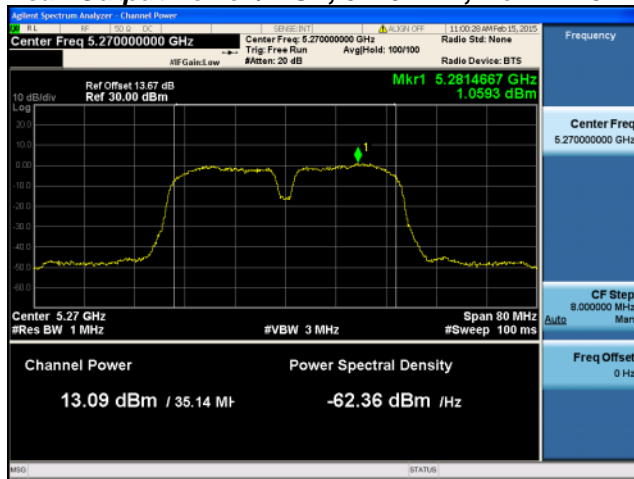 Agilent Spectrum Analyzer - Channel Power
RL RF 50 Ω DC SENSE:INT ALIGN OFF 11:00:28 AM Feb 15, 2015
Center Freq 5.270000000 GHz
Center Freq: 5.270000000 GHz
Radio Std: None
Trig: Free Run Avg|Hold: 100/100
#IFGain:Low #Atten: 20 dB Radio Device: BTS
Frequency
Ref Offset 13.67 dB
Mkr1 5.2814667 GHz
10 dB/div Ref 30.00 dBm 1.0593 dBm
Log
20.0
10.0
0.00
-10.0
-20.0
-30.0
-40.0
-50.0
-60.0
1
Center Freq
5.270000000 GHz
Center 5.27 GHz Span 80 MHz
#Res BW 1 MHz #VBW 3 MHz #Sweep 100 ms
CF Step
8.000000 MHz
Auto Man
Freq Offset
0 Hz
Channel Power Power Spectral Density
13.09 dBm / 35.14 MH -62.36 dBm /Hz
MSG STATUS